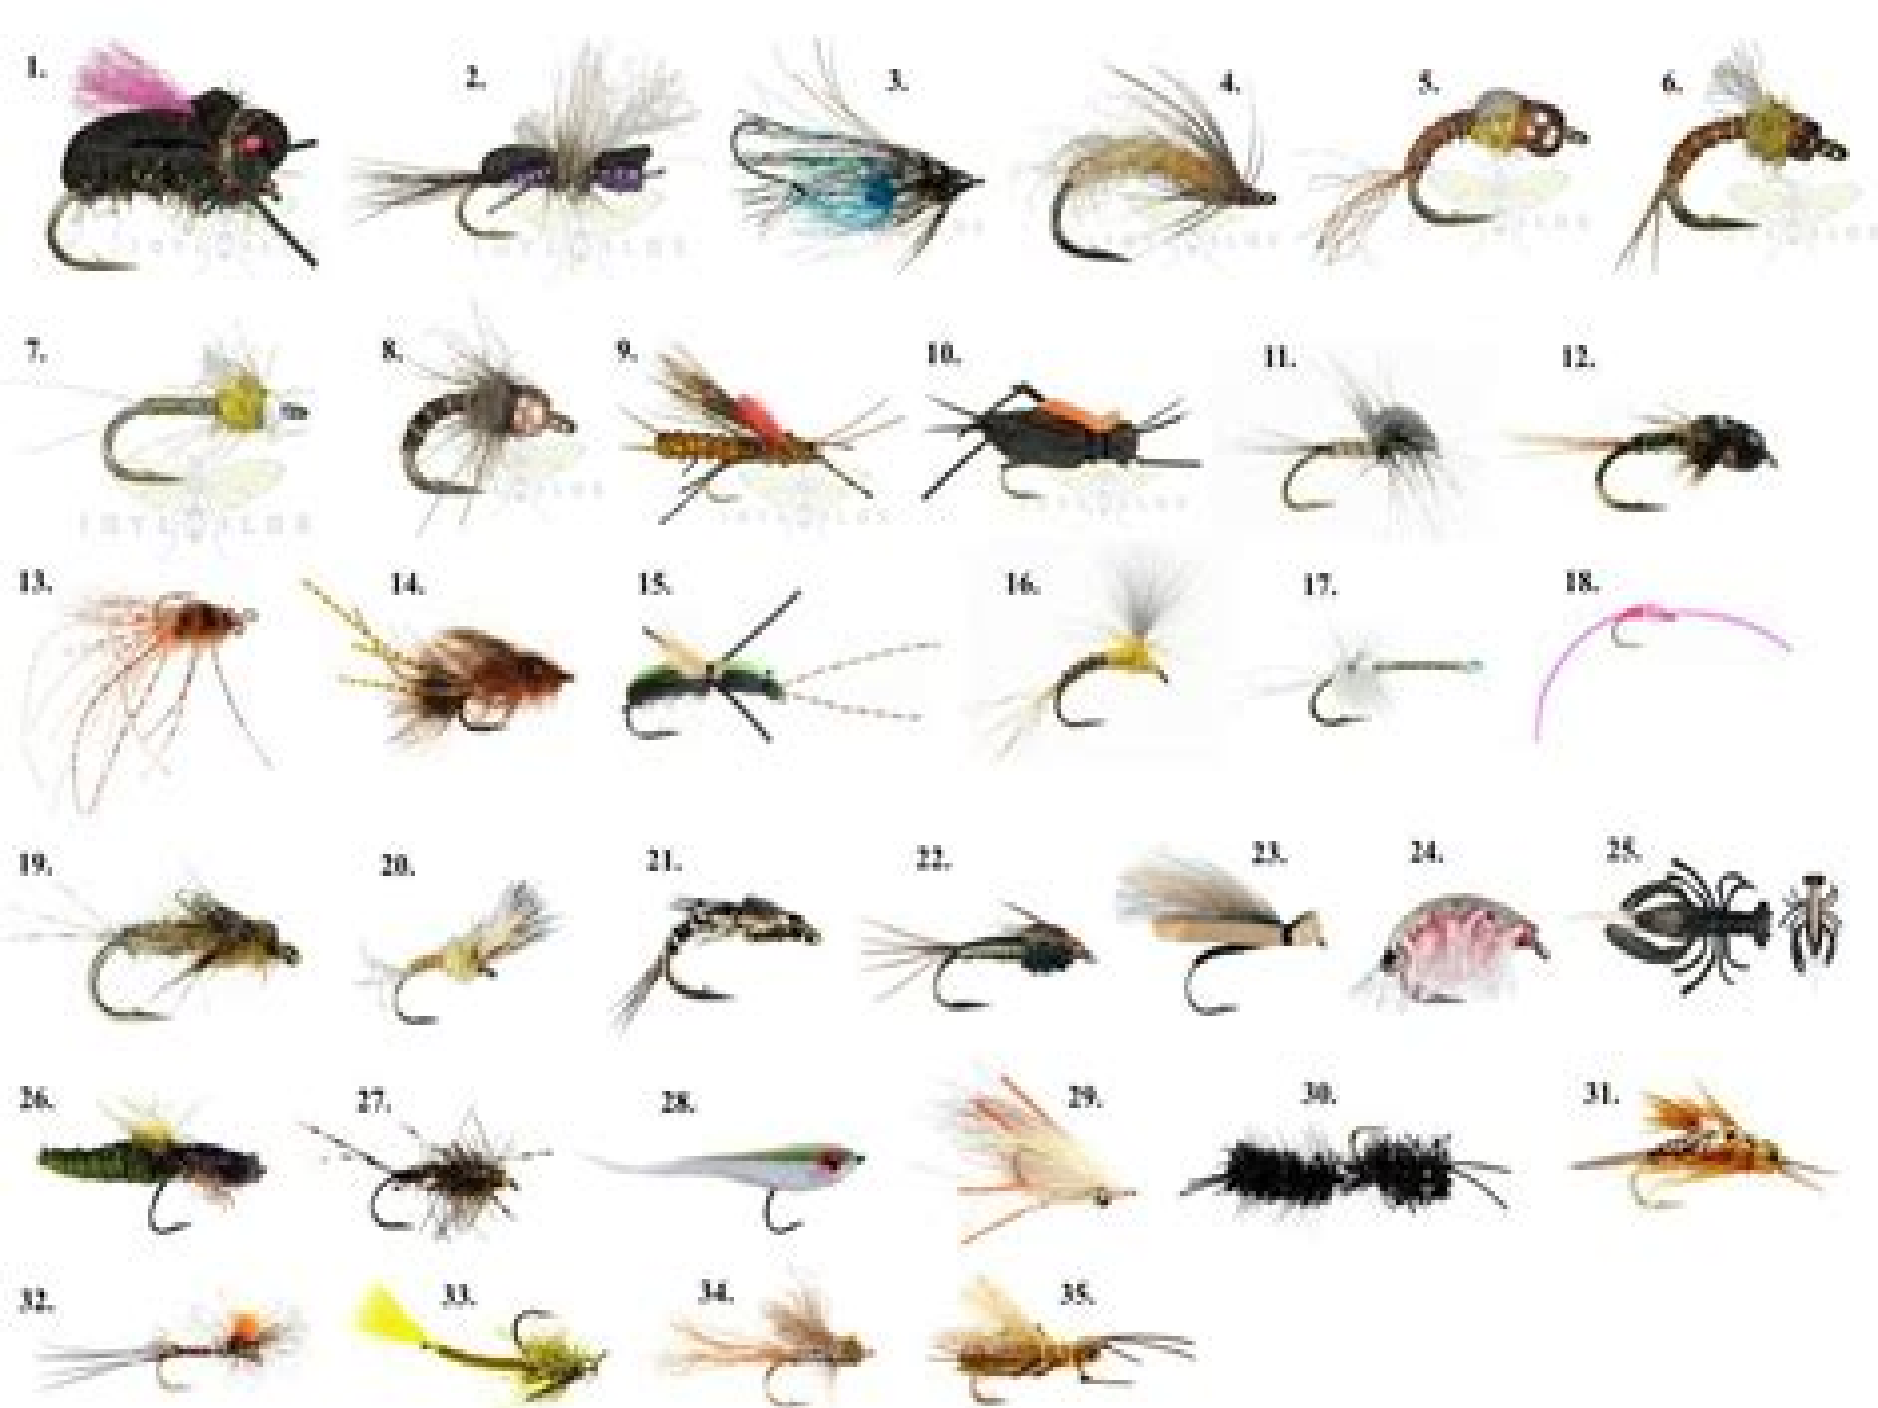 1. 2. 3. 4. 5. 6.
7. 8. 9. 10. 11. 12.
13. 14. 15. 16. 17. 18.
19. 20. 21. 22. 23. 24. 25.
26. 27. 28. 29. 30. 31.
32. 33. 34. 35.